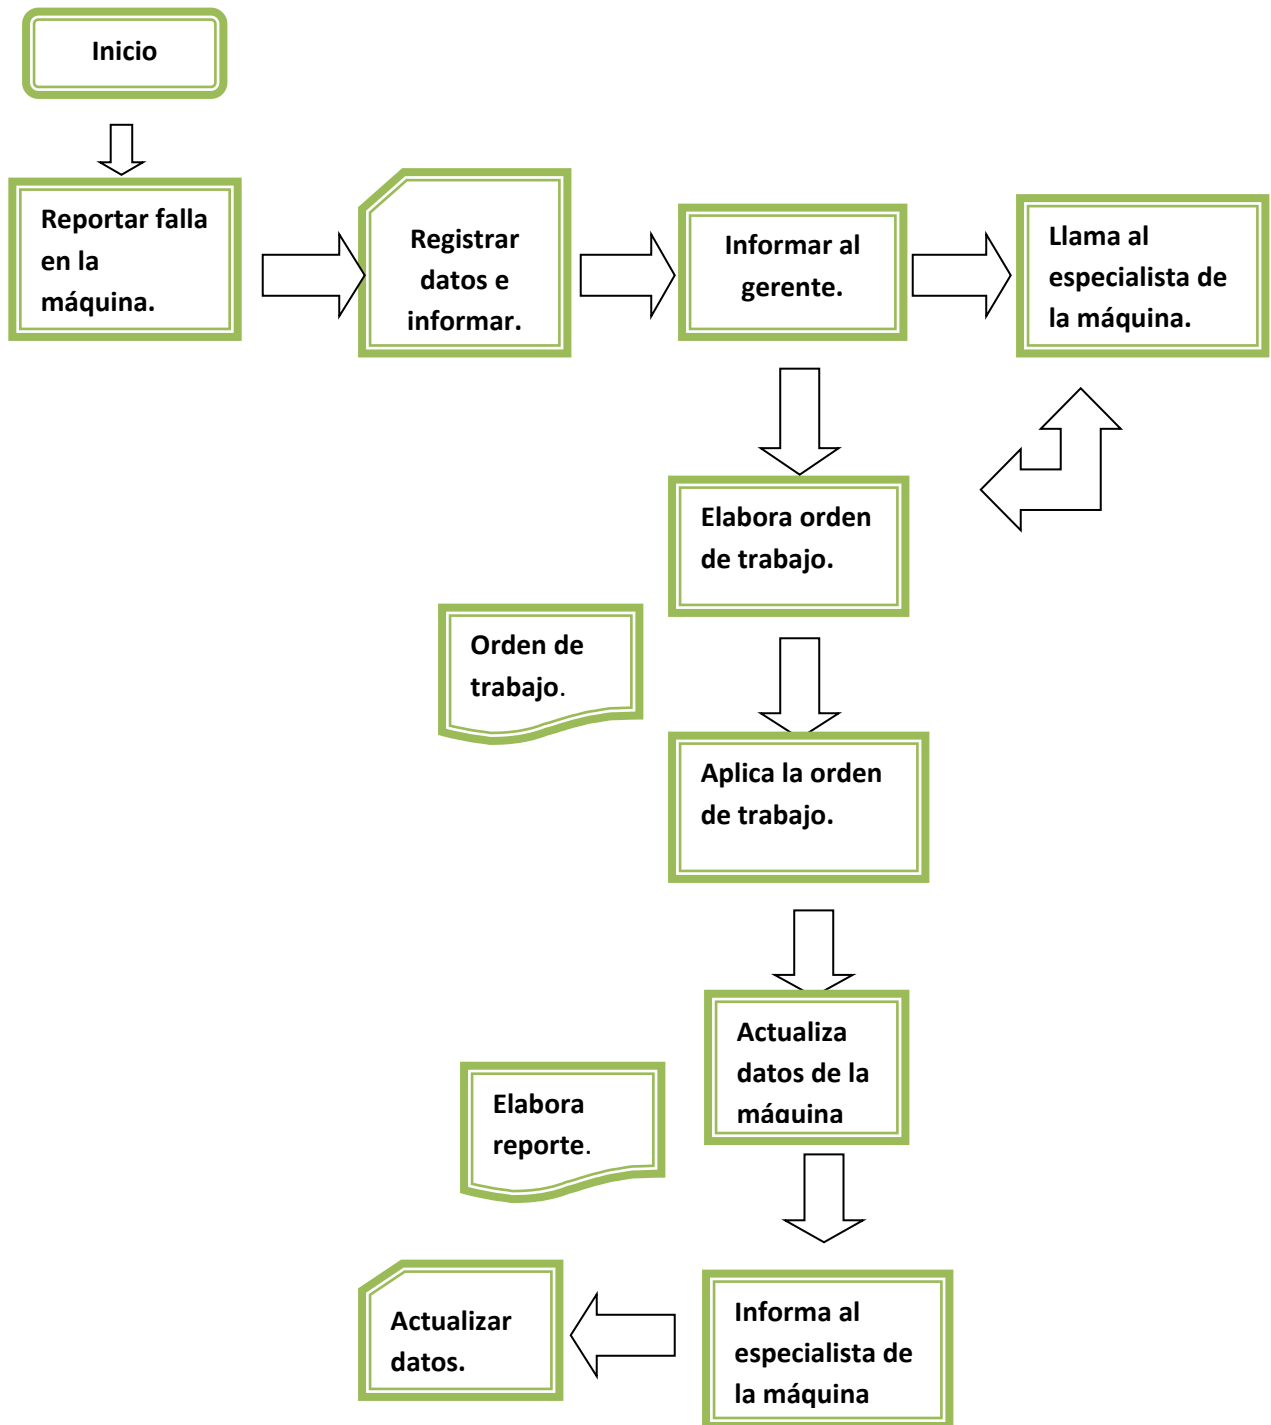 Inicio
Reportar falla
en la
máquina.
Registrar
datos e
informar.
Informar al
gerente.
Llama al
especialista de
la máquina.
Elabora orden
de trabajo.
Orden de
trabajo.
Aplica la orden
de trabajo.
Actualiza
datos de la
máquina
Elabora
reporte.
Informa al
especialista de
la máquina
Actualizar
datos.